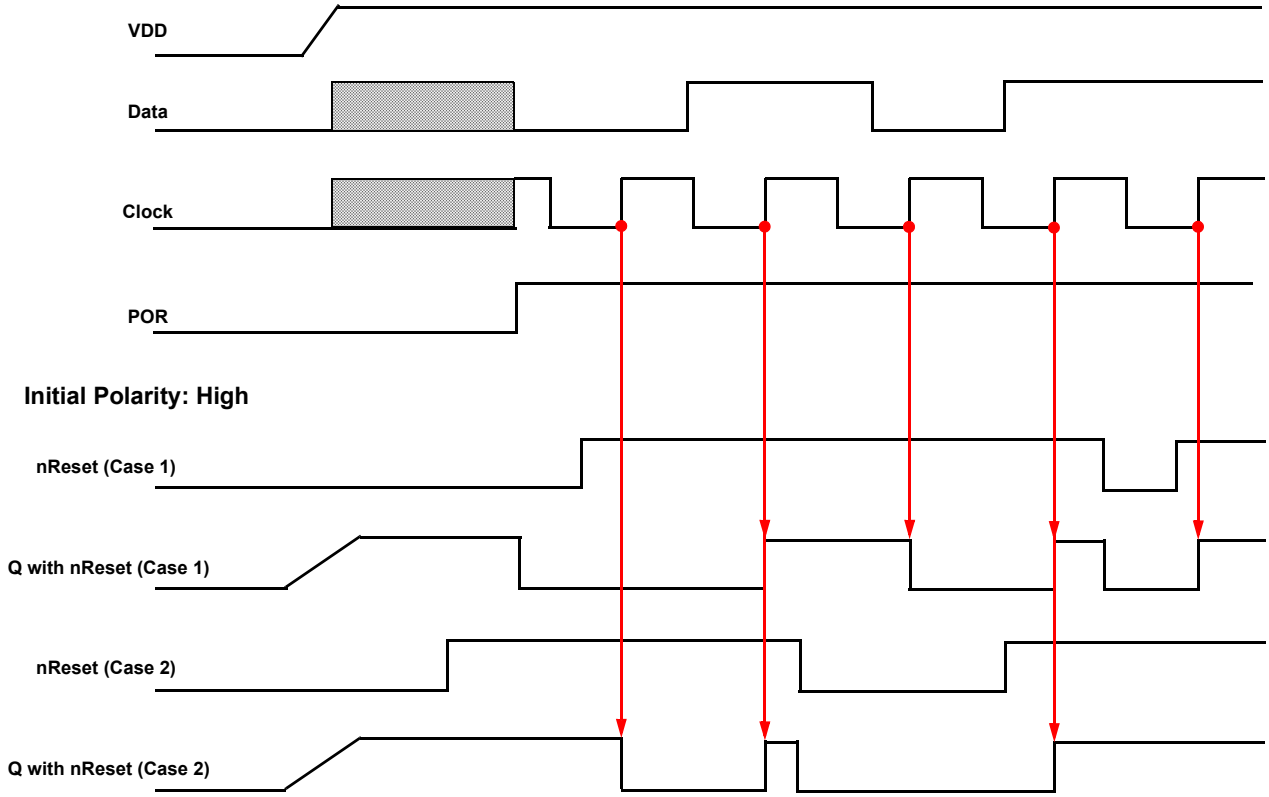 VDD
Data
Clock
POR
Initial Polarity: High
nReset (Case 1)
Q with nReset (Case 1)
nReset (Case 2)
Q with nReset (Case 2)